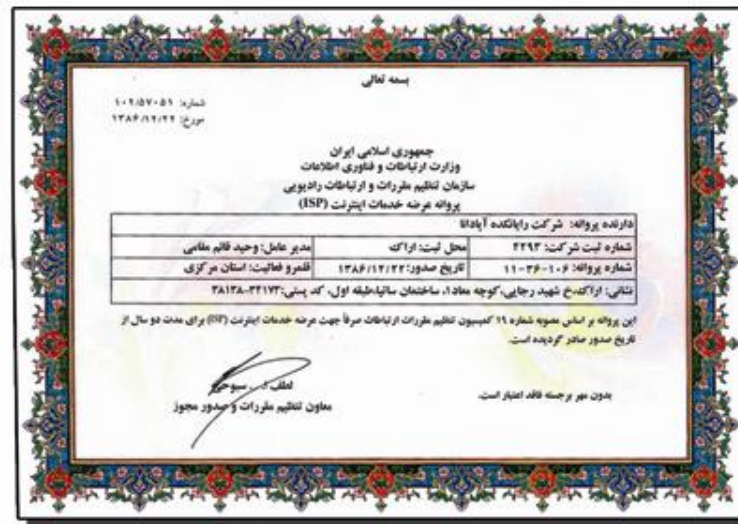 بسمه تعالی
شماره: ۱۰۲/۵۷۰۵۱
مورخ: ۱۳۸۶/۱۲/۲۲
جمهوری اسلامی ایران
وزارت ارتباطات و فناوری اطلاعات
سازمان تنظیم مقررات و ارتباطات رادیویی
پروانه عرضه خدمات اینترنت (ISP)
دارنده پروانه: شرکت رایانکده آپادانا
شماره ثبت شرکت: ۴۲۹۳ محل ثبت: اراک مدیر عامل: وحید قائم مقامی
شماره پروانه: ۱۰۶-۳۶-۱۱ تاریخ صدور: ۱۳۸۶/۱۲/۲۲ قلمرو فعالیت: استان مرکزی
نشانی: اراک،خ شهید رجایی،کوچه معاد۱، ساختمان ساتیا،طبقه اول، کد پستی:۳۴۱۷۳-۳۸۱۳۸
این پروانه بر اساس مصوبه شماره ۱۹ کمیسیون تنظیم مقررات ارتباطات صرفاً جهت عرضه خدمات اینترنت (ISP) برای مدت دو سال از
تاریخ صدور صادر گردیده است.
لطف سبوحی
معاون تنظیم مقررات و صدور مجوز
بدون مهر برجسته فاقد اعتبار است.